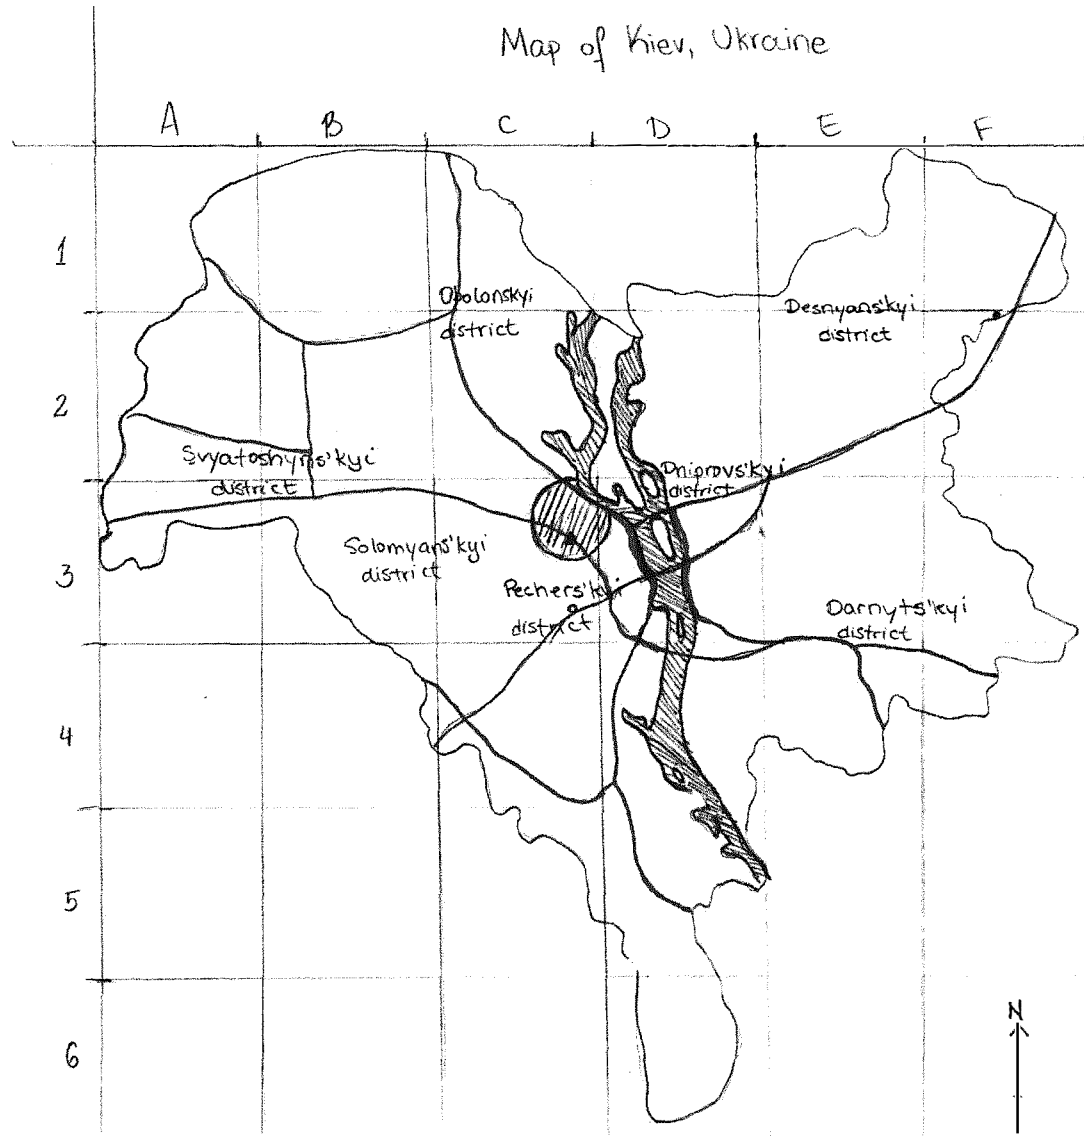 Map of Kiev, Ukraine
A B C D E F
1
Obolonskyi
district
Desnyans'kyi
district
2
Svyatoshyns'kyi
district
Dniprovs'kyi
district
3
Solomyans'kyi
district
Pechers'kyi
district
Darnyts'kyi
district
4
5
N
6